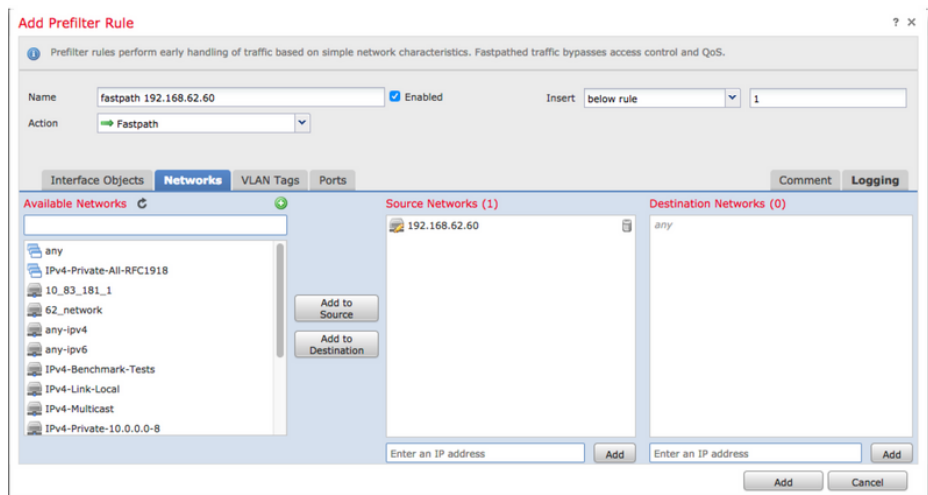 Add Prefilter Rule
Prefilter rules perform early handling of traffic based on simple network characteristics. Fastpathed traffic bypasses access control and QoS.
Name fastpath 192.168.62.60 Enabled Insert below rule 1
Action Fastpath
Interface Objects Networks VLAN Tags Ports Comment Logging
Available Networks
any
IPv4-Private-All-RFC1918
10_83_181_1
62_network
any-ipv4
any-ipv6
IPv4-Benchmark-Tests
IPv4-Link-Local
IPv4-Multicast
IPv4-Private-10.0.0.0-8
Add to
Source
Add to
Destination
Source Networks (1)
192.168.62.60
Enter an IP address Add
Destination Networks (0)
any
Enter an IP address Add
Add Cancel